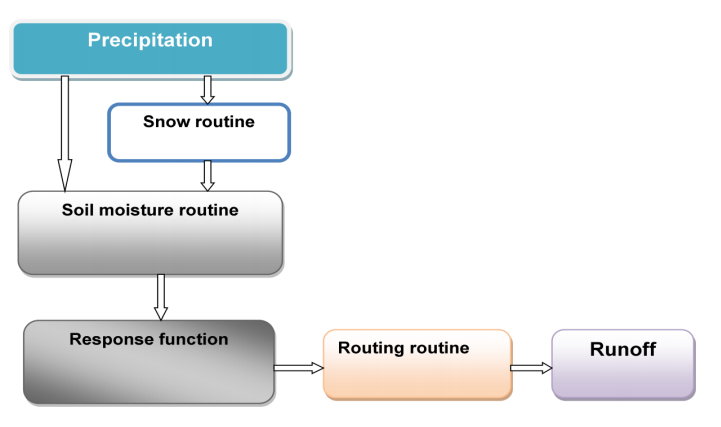 Precipitation
Snow routine
Soil moisture routine
Response function
Routing routine
Runoff